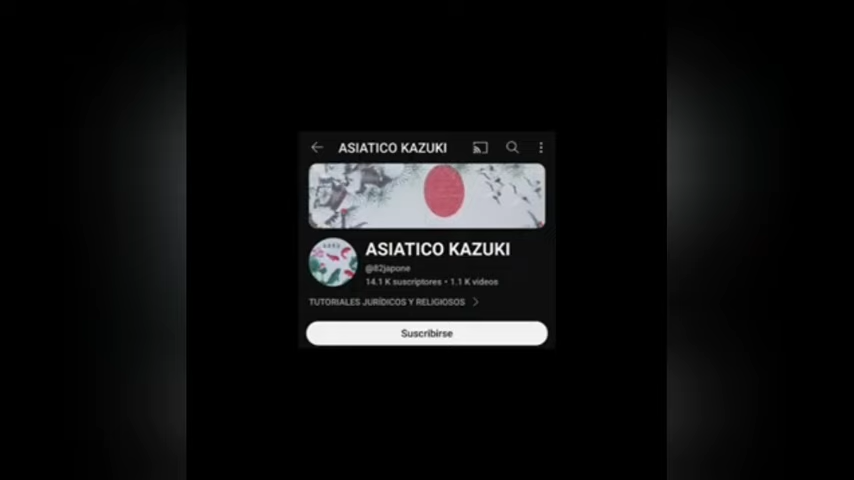 ASIATICO KAZUKI
ASIATICO KAZUKI
@82japone
14.1 K suscriptores • 1.1 K videos
TUTORIALES JURÍDICOS Y RELIGIOSOS
Suscribirse